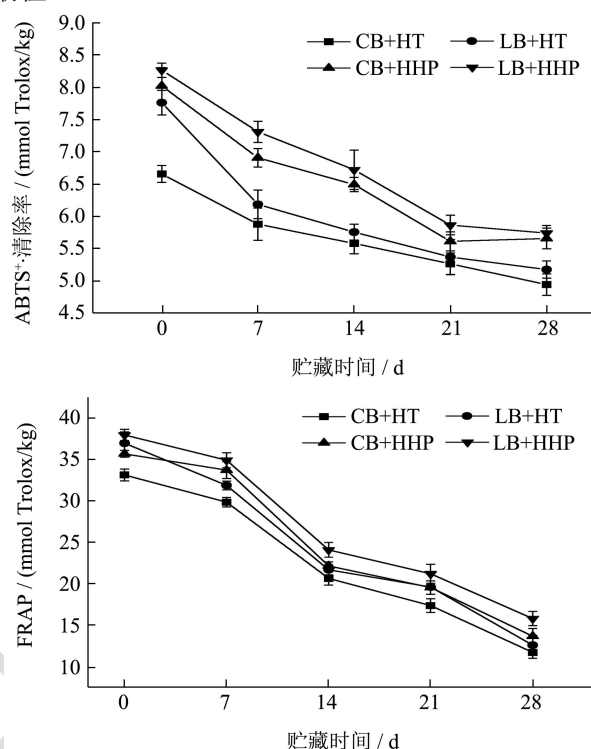 9.0
8.5
8.0
7.5
7.0
6.5
6.0
5.5
5.0
4.5
ABTS⁺·清除率 / (mmol Trolox/kg)
CB+HT LB+HT
CB+HHP LB+HHP
0 7 14 21 28
贮藏时间 / d
40
35
30
25
20
15
10
FRAP / (mmol Trolox/kg)
CB+HT LB+HT
CB+HHP LB+HHP
0 7 14 21 28
贮藏时间 / d